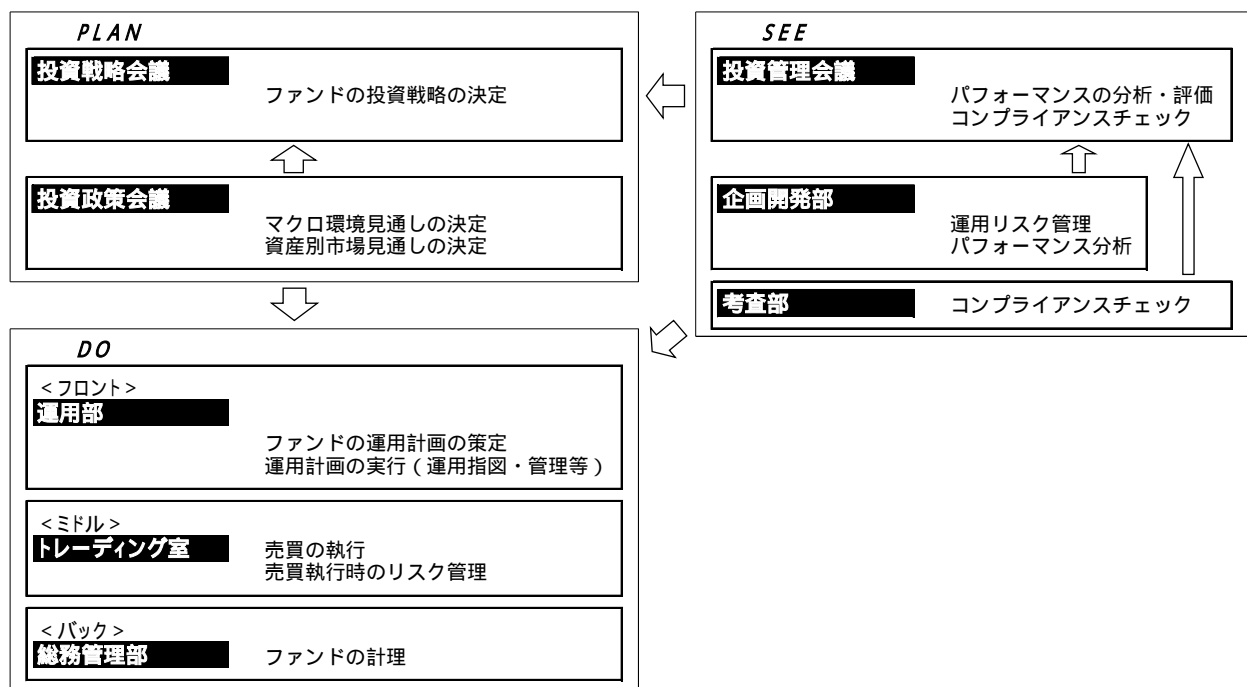 PLAN
投資戦略会議
ファンドの投資戦略の決定
投資政策会議
マクロ環境見通しの決定
資産別市場見通しの決定
SEE
投資管理会議
パフォーマンスの分析・評価
コンプライアンスチェック
企画開発部
運用リスク管理
パフォーマンス分析
考査部
コンプライアンスチェック
DO
<フロント>
運用部
ファンドの運用計画の策定
運用計画の実行(運用指図・管理等)
<ミドル>
トレーディング室
売買の執行
売買執行時のリスク管理
<バック>
総務管理部
ファンドの計理